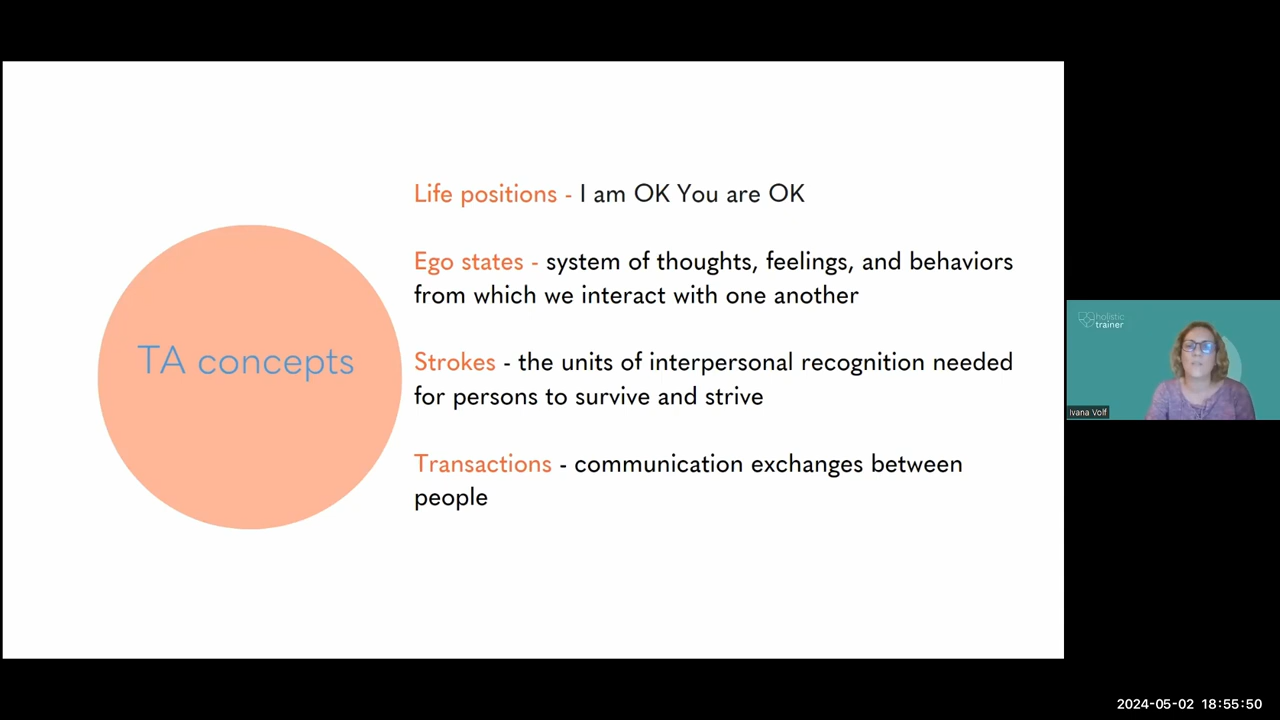 Life positions - I am OK You are OK
Ego states - system of thoughts, feelings, and behaviors
from which we interact with one another
TA concepts
Strokes - the units of interpersonal recognition needed
for persons to survive and strive
Transactions - communication exchanges between
people
holistic
trainer
Ivana Volf
2024-05-02 18:55:50